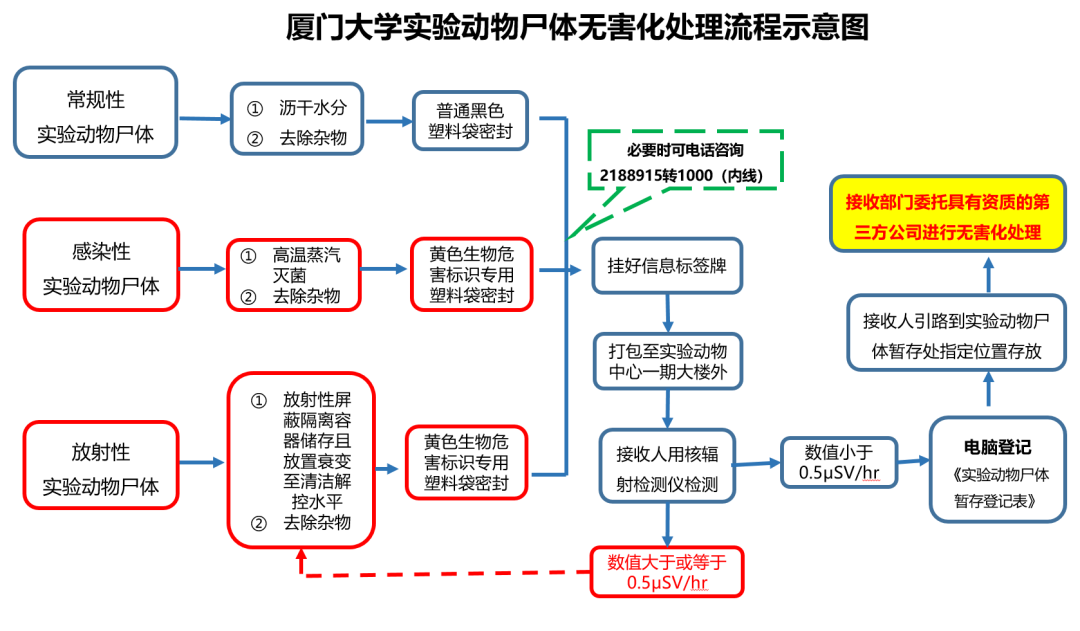 厦门大学实验动物尸体无害化处理流程示意图
常规性
实验动物尸体
① 沥干水分
② 去除杂物
普通黑色
塑料袋密封
必要时可电话咨询
2188915转1000（内线）
感染性
实验动物尸体
① 高温蒸汽
灭菌
② 去除杂物
黄色生物危
害标识专用
塑料袋密封
放射性
实验动物尸体
① 放射性屏
蔽隔离容
器储存且
放置衰变
至清洁解
控水平
② 去除杂物
黄色生物危
害标识专用
塑料袋密封
挂好信息标签牌
打包至实验动物
中心一期大楼外
接收人用核辐
射检测仪检测
数值大于或等于
0.5μSV/hr
数值小于
0.5μSV/hr
电脑登记
《实验动物尸体
暂存登记表》
接收人引路到实验动物尸
体暂存处指定位置存放
接收部门委托具有资质的第
三方公司进行无害化处理